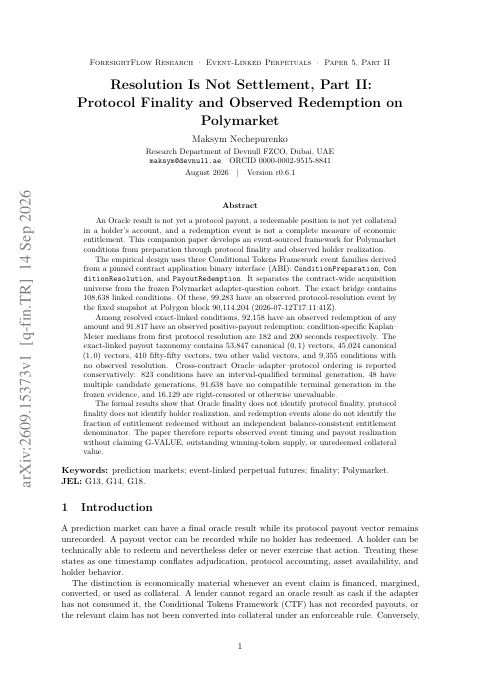 ForesightFlow Research · Event-Linked Perpetuals · Paper 5, Part II
Resolution Is Not Settlement, Part II:
Protocol Finality and Observed Redemption on
Polymarket
Maksym Nechepurenko
Research Department of Devnull FZCO, Dubai, UAE
maksym@devnull.ae ORCID 0000-0002-9515-8841
August 2026 | Version r0.6.1
Abstract
An Oracle result is not yet a protocol payout, a redeemable position is not yet collateral
in a holder's account, and a redemption event is not a complete measure of economic
entitlement. This companion paper develops an event-sourced framework for Polymarket
conditions from preparation through protocol finality and observed holder realization.
The empirical design uses three Conditional Tokens Framework event families derived
from a pinned contract application binary interface (ABI): ConditionPreparation, Con
ditionResolution, and PayoutRedemption. It separates the contract-wide acquisition
universe from the frozen Polymarket adapter-question cohort. The exact bridge contains
108,638 linked conditions. Of these, 99,283 have an observed protocol-resolution event by
the fixed snapshot at Polygon block 90,114,204 (2026-07-12T17:11:41Z).
Among resolved exact-linked conditions, 92,158 have an observed redemption of any
amount and 91,817 have an observed positive-payout redemption; condition-specific Kaplan–
Meier medians from first protocol resolution are 182 and 200 seconds respectively. The
exact-linked payout taxonomy contains 53,847 canonical (0, 1) vectors, 45,024 canonical
(1, 0) vectors, 410 fifty-fifty vectors, two other valid vectors, and 9,355 conditions with
no observed resolution. Cross-contract Oracle–adapter–protocol ordering is reported
conservatively: 823 conditions have an interval-qualified terminal generation, 48 have
multiple candidate generations, 91,638 have no compatible terminal generation in the
frozen evidence, and 16,129 are right-censored or otherwise unevaluable.
The formal results show that Oracle finality does not identify protocol finality, protocol
finality does not identify holder realization, and redemption events alone do not identify the
fraction of entitlement redeemed without an independent balance-consistent entitlement
denominator. The paper therefore reports observed event timing and payout realization
without claiming G-VALUE, outstanding winning-token supply, or unredeemed collateral
value.
Keywords: prediction markets; event-linked perpetual futures; finality; Polymarket.
JEL: G13, G14, G18.
1 Introduction
A prediction market can have a final oracle result while its protocol payout vector remains
unrecorded. A payout vector can be recorded while no holder has redeemed. A holder can be
technically able to redeem and nevertheless defer or never exercise that action. Treating these
states as one timestamp conflates adjudication, protocol accounting, asset availability, and
holder behavior.
The distinction is economically material whenever an event claim is financed, margined,
converted, or used as collateral. A lender cannot regard an oracle result as cash if the adapter
has not consumed it, the Conditional Tokens Framework (CTF) has not recorded payouts, or
the relevant claim has not been converted into collateral under an enforceable rule. Conversely,
1
arXiv:2609.15373v1 [q-fin.TR] 14 Sep 2026